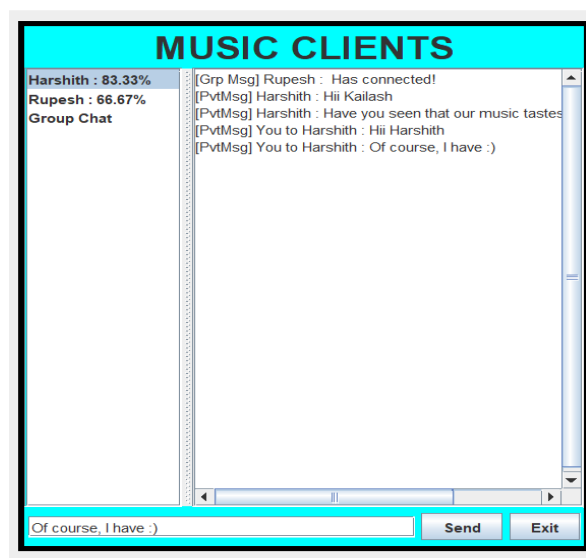 MUSIC CLIENTS
Harshith : 83.33%
Rupesh : 66.67%
Group Chat
[Grp Msg] Rupesh :  Has connected!
[PvtMsg] Harshith : Hii Kailash
[PvtMsg] Harshith : Have you seen that our music tastes
[PvtMsg] You to Harshith : Hii Harshith
[PvtMsg] You to Harshith : Of course, I have :)
Of course, I have :)
Send
Exit